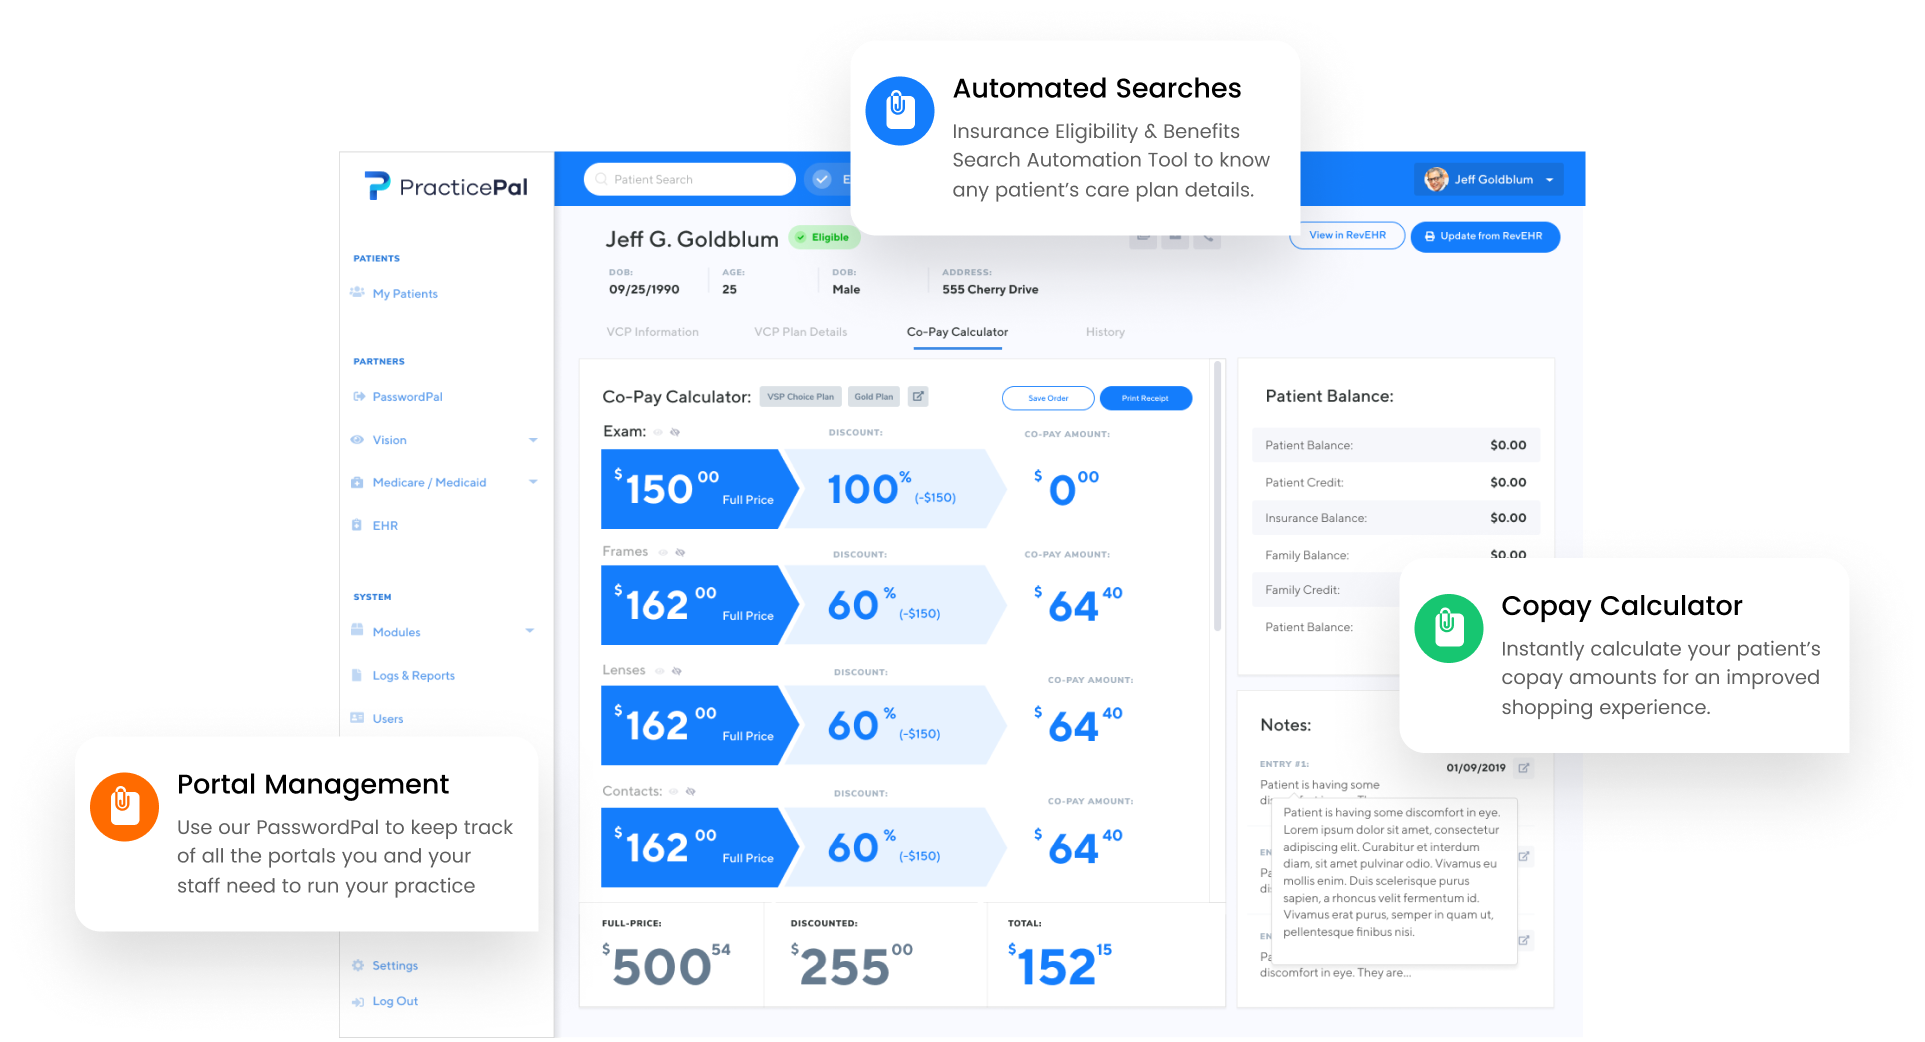 Automated Searches
Insurance Eligibility & Benefits
Search Automation Tool to know
any patient's care plan details.
PracticePal
Patient Search
E
Jeff Goldblum
Jeff G. Goldblum
Eligible
View in RevEHR
Update from RevEHR
DOB:
09/25/1990
AGE:
25
DOB:
Male
ADDRESS:
555 Cherry Drive
VCP Information
VCP Plan Details
Co-Pay Calculator
History
PATIENTS
My Patients
PARTNERS
PasswordPal
Vision
Medicare / Medicaid
EHR
SYSTEM
Modules
Logs & Reports
Users
Portal Management
Use our PasswordPal to keep track
of all the portals you and your
staff need to run your practice
Settings
Log Out
Co-Pay Calculator:
VSP Choice Plan
Gold Plan
Save Order
Print Receipt
Exam:
DISCOUNT:
CO-PAY AMOUNT:
$150 00 Full Price
100% (-$150)
$0 00
Frames
DISCOUNT:
CO-PAY AMOUNT:
$162 00 Full Price
60% (-$150)
$64 40
Lenses
DISCOUNT:
CO-PAY AMOUNT:
$162 00 Full Price
60% (-$150)
$64 40
Contacts:
DISCOUNT:
CO-PAY AMOUNT:
$162 00 Full Price
60% (-$150)
$64 40
FULL-PRICE:
$500 54
DISCOUNTED:
$255 00
TOTAL:
$152 15
Patient Balance:
Patient Balance: $0.00
Patient Credit: $0.00
Insurance Balance: $0.00
Family Balance: $0.00
Family Credit:
Patient Balance:
Copay Calculator
Instantly calculate your patient's
copay amounts for an improved
shopping experience.
Notes:
ENTRY #1:
01/09/2019
Patient is having some
Patient is having some discomfort in eye.
Lorem ipsum dolor sit amet, consectetur
adipiscing elit. Curabitur et interdum
diam, sit amet pulvinar odio. Vivamus eu
mollis enim. Duis scelerisque purus
sapien, a rhoncus velit fermentum id.
Vivamus erat purus, semper in quam ut,
pellentesque finibus nisi.
EN
Pa
di
EN
Pa
discomfort in eye. They are...